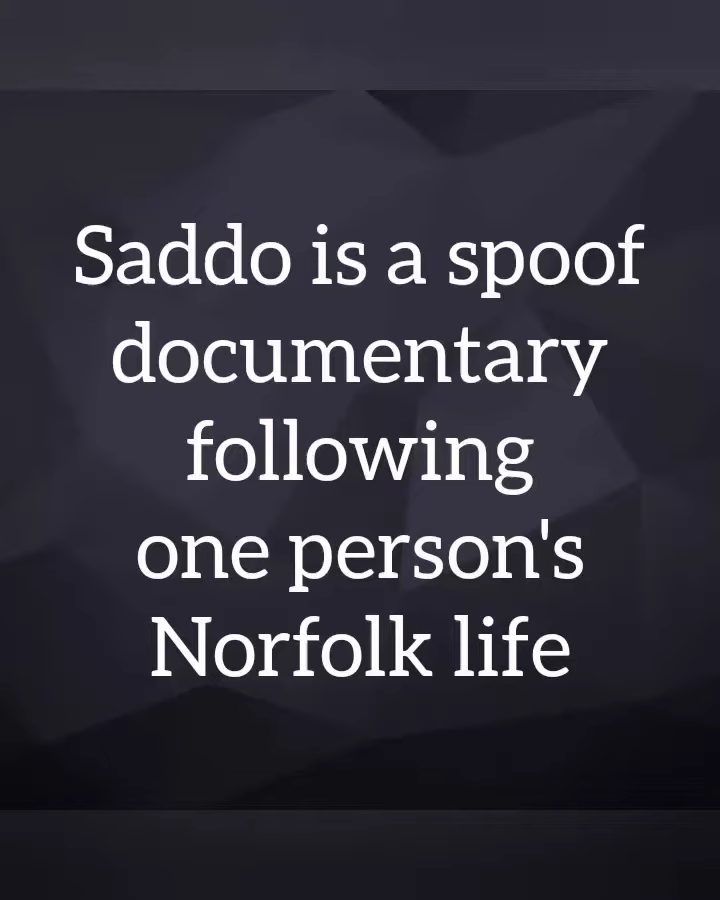 Saddo is a spoof
documentary
following
one person's
Norfolk life